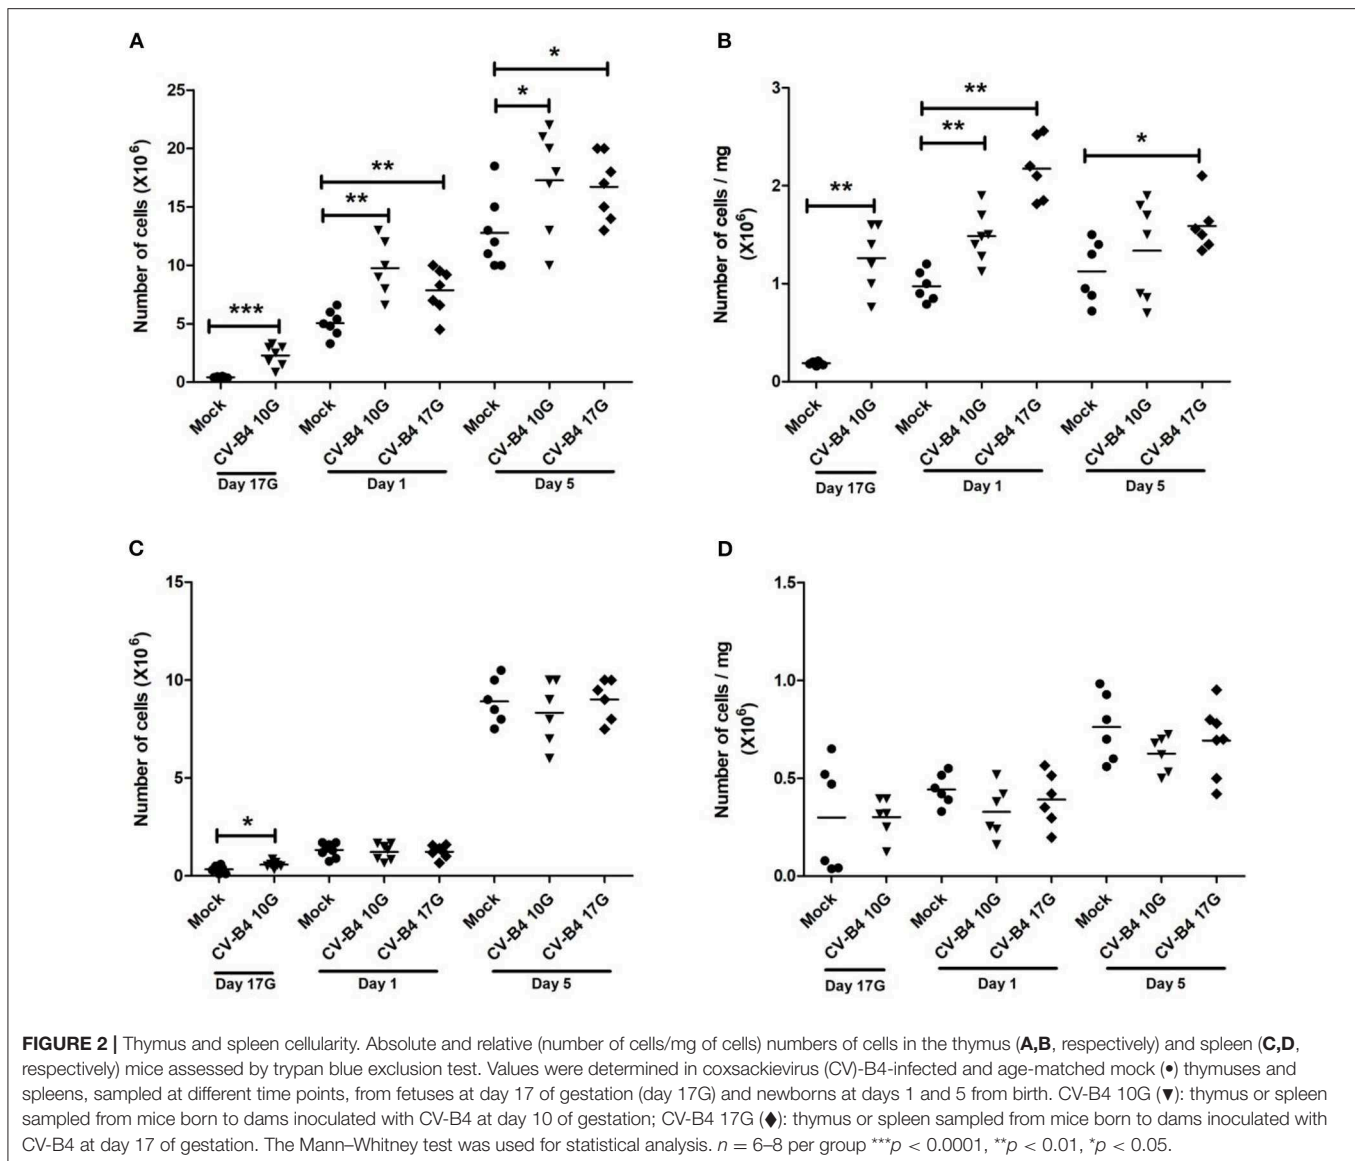 A
Number of cells (X10⁶)
25
20
15
10
5
0
***
**
**
*
*
Mock
CV-B4 10G
Mock
CV-B4 10G
CV-B4 17G
Mock
CV-B4 10G
CV-B4 17G
Day 17G
Day 1
Day 5
B
Number of cells / mg
(X10⁶)
3
2
1
0
**
**
**
*
Mock
CV-B4 10G
Mock
CV-B4 10G
CV-B4 17G
Mock
CV-B4 10G
CV-B4 17G
Day 17G
Day 1
Day 5
C
Number of cells (X10⁶)
15
10
5
0
*
Mock
CV-B4 10G
Mock
CV-B4 10G
CV-B4 17G
Mock
CV-B4 10G
CV-B4 17G
Day 17G
Day 1
Day 5
D
Number of cells / mg
(X10⁶)
1.0
0.5
0.0
Mock
CV-B4 10G
Mock
CV-B4 10G
CV-B4 17G
Mock
CV-B4 10G
CV-B4 17G
Day 17G
Day 1
Day 5
FIGURE 2 | Thymus and spleen cellularity. Absolute and relative (number of cells/mg of cells) numbers of cells in the thymus (A,B, respectively) and spleen (C,D,
respectively) mice assessed by trypan blue exclusion test. Values were determined in coxsackievirus (CV)-B4-infected and age-matched mock (•) thymuses and
spleens, sampled at different time points, from fetuses at day 17 of gestation (day 17G) and newborns at days 1 and 5 from birth. CV-B4 10G (▼): thymus or spleen
sampled from mice born to dams inoculated with CV-B4 at day 10 of gestation; CV-B4 17G (♦): thymus or spleen sampled from mice born to dams inoculated with
CV-B4 at day 17 of gestation. The Mann–Whitney test was used for statistical analysis. n = 6–8 per group ***p < 0.0001, **p < 0.01, *p < 0.05.